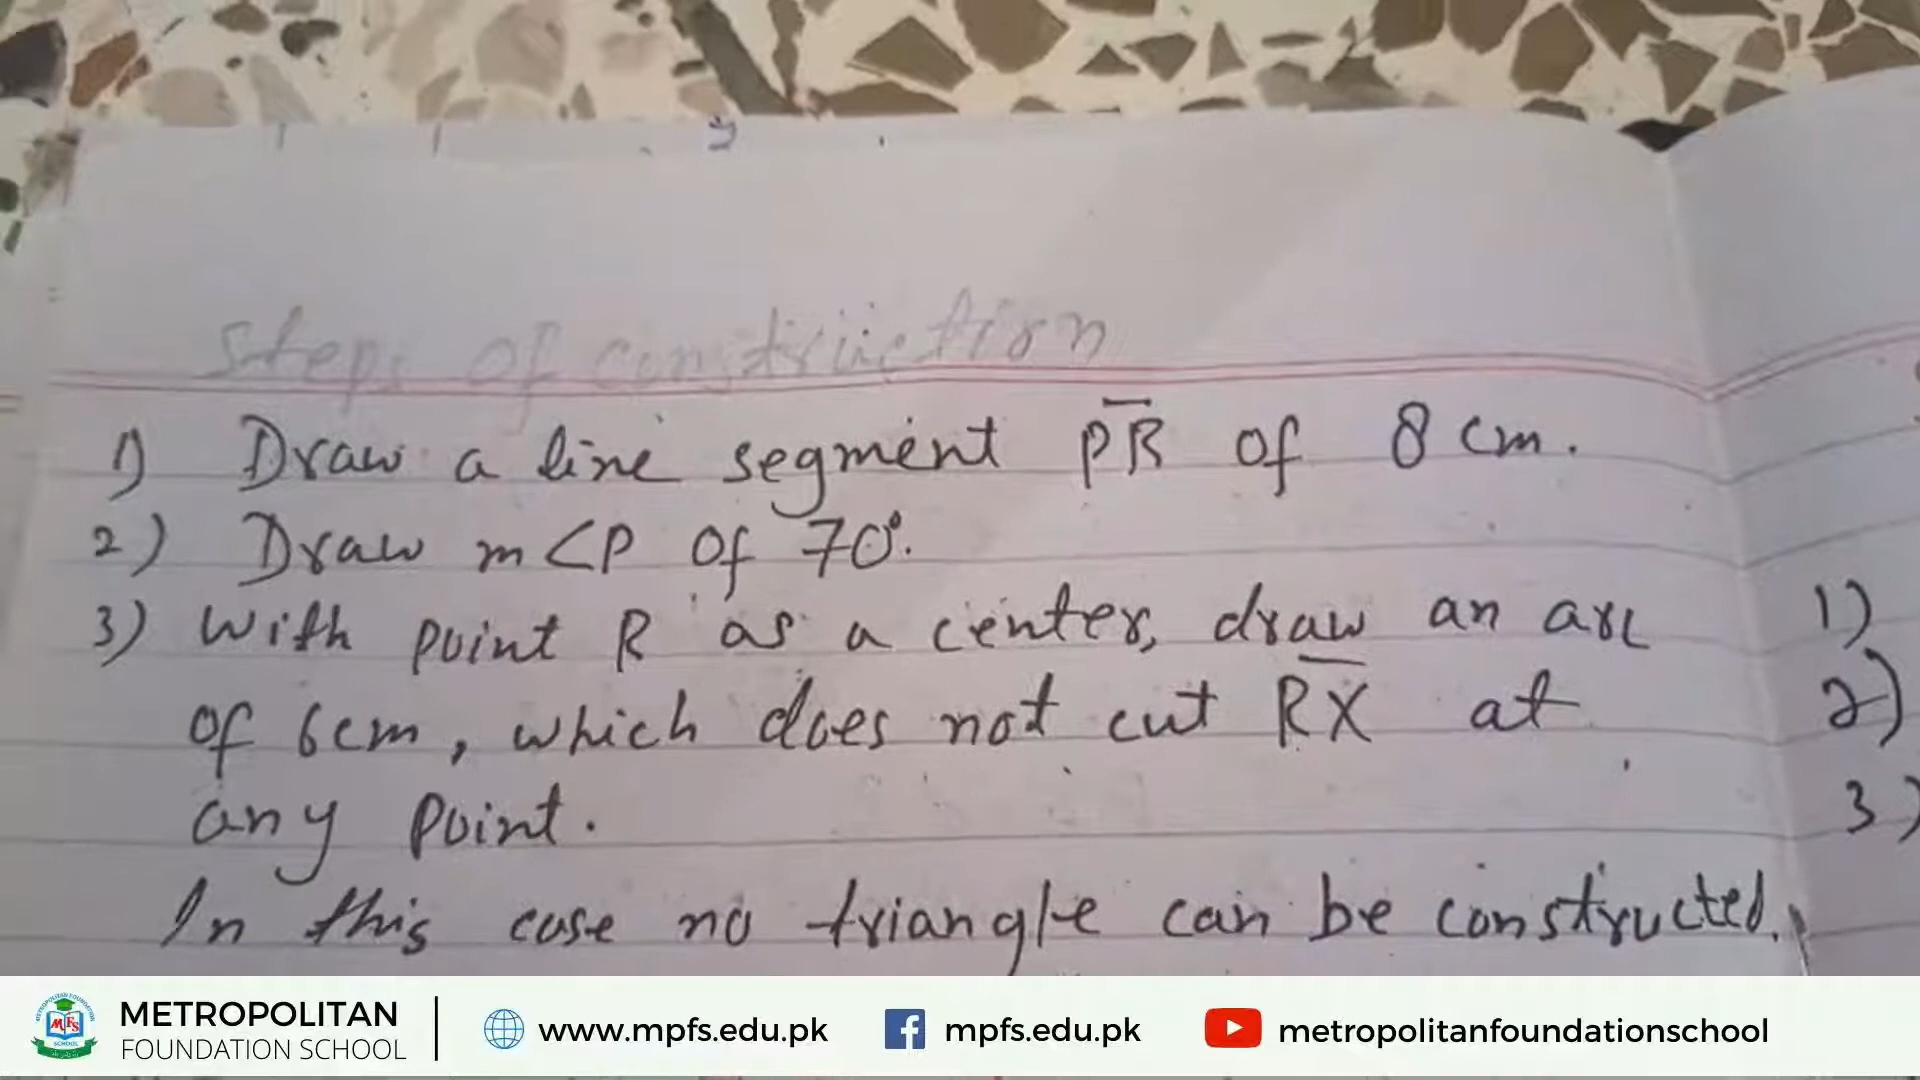 Steps of construction
1) Draw a line segment P̅R̅ of 8 cm.
2) Draw m<P of 70°.
3) With point R as a center, draw an arc
of 6cm, which does not cut R̅X̅ at
any point.
In this case no triangle can be constructed.
1)
2)
3)
METROPOLITAN
FOUNDATION SCHOOL
www.mpfs.edu.pk
mpfs.edu.pk
metropolitanfoundationschool
MFS
SCHOOL